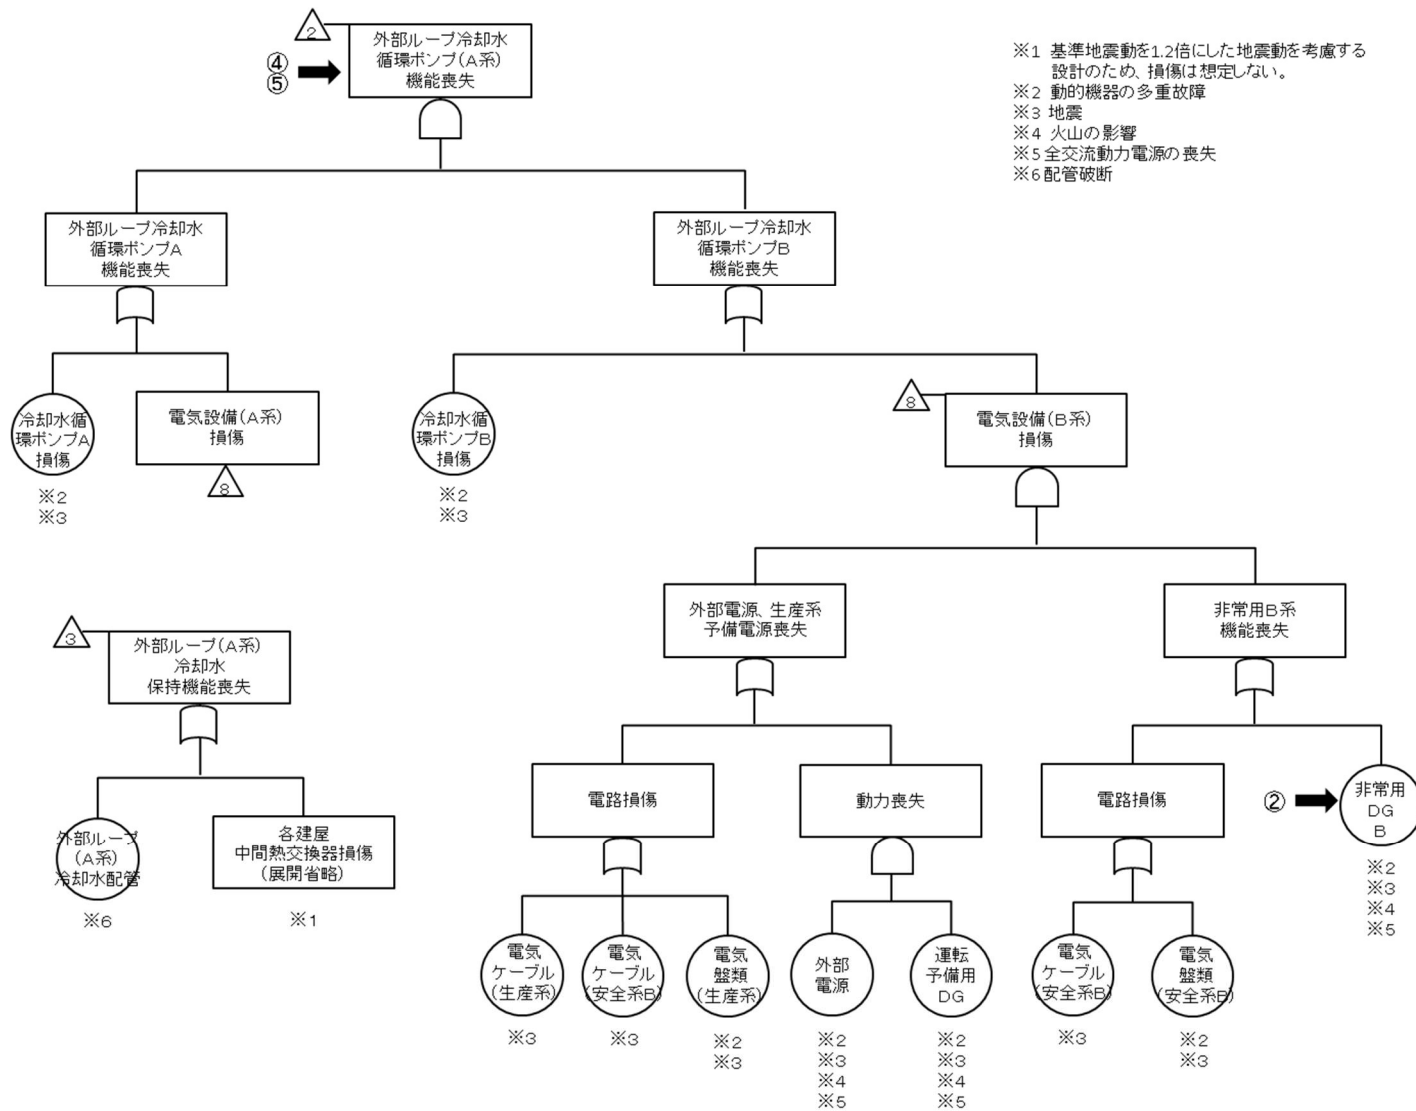 2
外部ループ冷却水
循環ポンプ(A系)
機能喪失
④
⑤
※1 基準地震動を1.2倍にした地震動を考慮する
設計のため、損傷は想定しない。
※2 動的機器の多重故障
※3 地震
※4 火山の影響
※5 全交流動力電源の喪失
※6 配管破断
外部ループ冷却水
循環ポンプA
機能喪失
外部ループ冷却水
循環ポンプB
機能喪失
冷却水循
環ポンプA
損傷
※2
※3
電気設備(A系)
損傷
8
冷却水循
環ポンプB
損傷
※2
※3
8
電気設備(B系)
損傷
外部電源、生産系
予備電源喪失
非常用B系
機能喪失
3
外部ループ(A系)
冷却水
保持機能喪失
外部ループ
(A系)
冷却水配管
※6
各建屋
中間熱交換器損傷
(展開省略)
※1
電路損傷
動力喪失
電路損傷
②
非常用
DG
B
※2
※3
※4
※5
電気
ケーブル
(生産系)
※3
電気
ケーブル
(安全系B)
※3
電気
盤類
(生産系)
※2
※3
外部
電源
※2
※3
※4
※5
運転
予備用
DG
※2
※3
※4
※5
電気
ケーブル
(安全系B)
※3
電気
盤類
(安全系B)
※2
※3